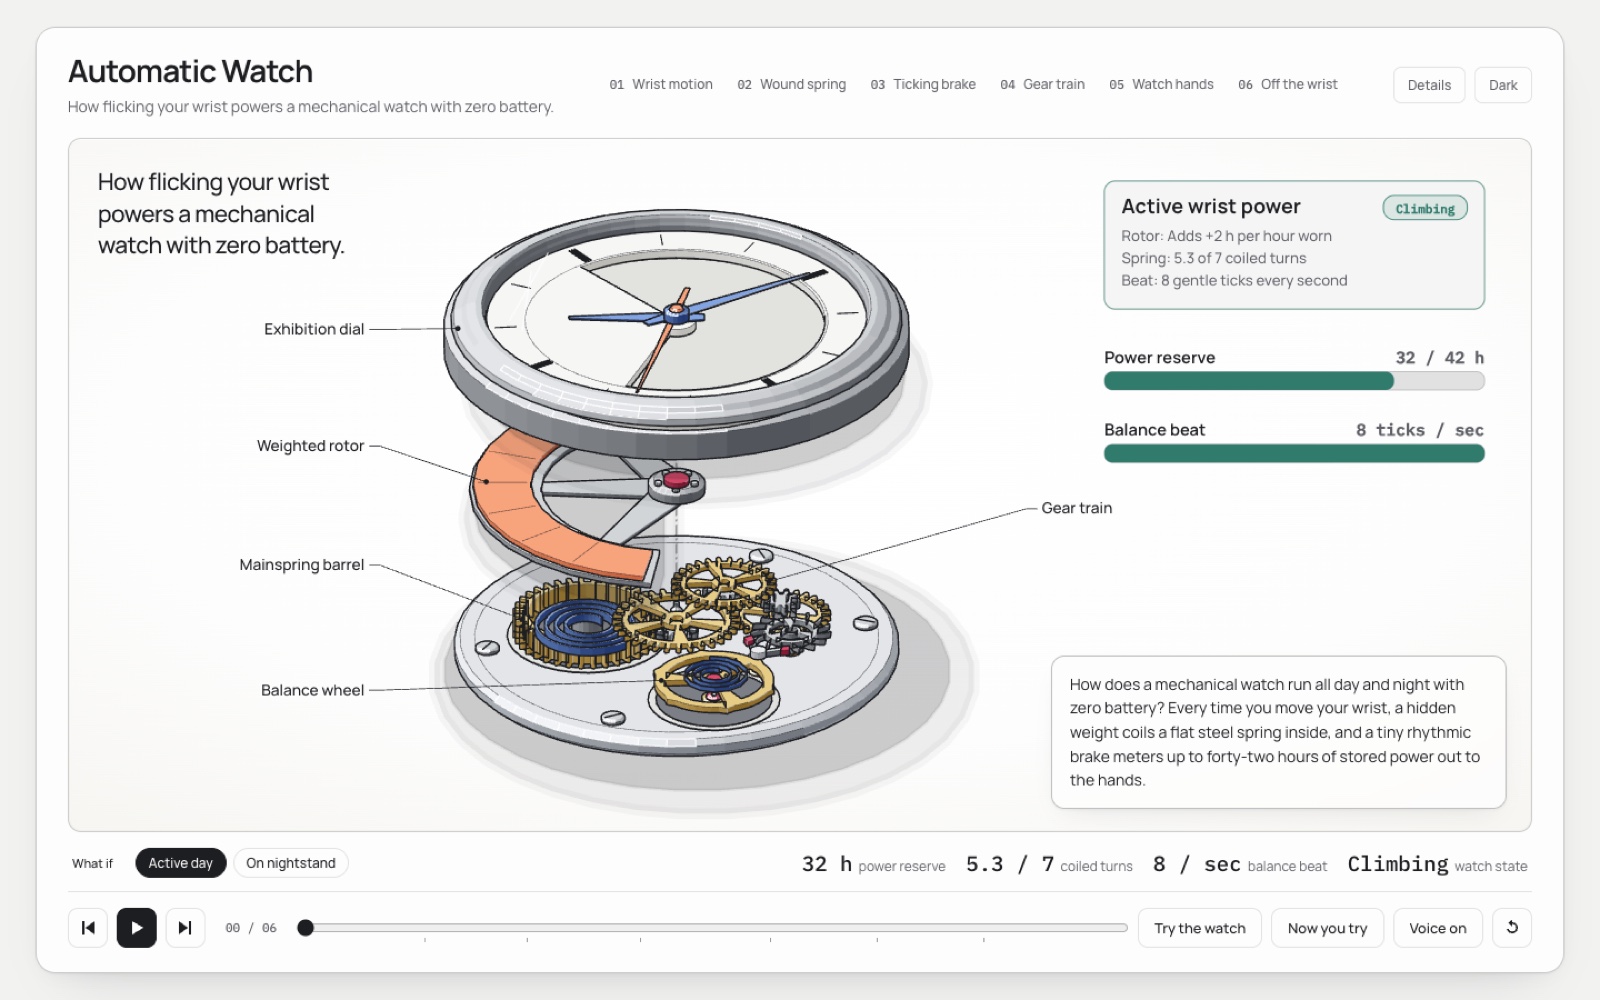 Automatic Watch
How flicking your wrist powers a mechanical watch with zero battery.
01 Wrist motion
02 Wound spring
03 Ticking brake
04 Gear train
05 Watch hands
06 Off the wrist
Details
Dark
How flicking your wrist
powers a mechanical
watch with zero battery.
Exhibition dial
Weighted rotor
Mainspring barrel
Balance wheel
Gear train
Active wrist power
Climbing
Rotor: Adds +2 h per hour worn
Spring: 5.3 of 7 coiled turns
Beat: 8 gentle ticks every second
Power reserve
32 / 42 h
Balance beat
8 ticks / sec
How does a mechanical watch run all day and night with
zero battery? Every time you move your wrist, a hidden
weight coils a flat steel spring inside, and a tiny rhythmic
brake meters up to forty-two hours of stored power out to
the hands.
What if
Active day
On nightstand
32 h power reserve
5.3 / 7 coiled turns
8 / sec balance beat
Climbing watch state
00 / 06
Try the watch
Now you try
Voice on